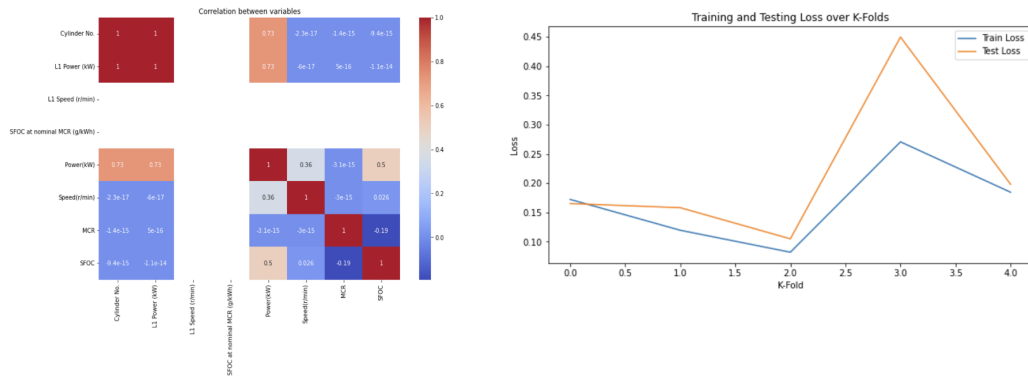 Correlation between variables
Cylinder No. 1 1 0.73 -2.3e-17 -1.4e-15 -9.4e-15
L1 Power (kW) 1 1 0.73 -6e-17 5e-16 -1.1e-14
L1 Speed (r/min)
SFOC at nominal MCR (g/kWh)
Power(kW) 0.73 0.73 1 0.36 -3.1e-15 0.5
Speed(r/min) -2.3e-17 -6e-17 0.36 1 -3e-15 0.026
MCR -1.4e-15 5e-16 -3.1e-15 -3e-15 1 -0.19
SFOC -9.4e-15 -1.1e-14 0.5 0.026 -0.19 1
Cylinder No.
L1 Power (kW)
L1 Speed (r/min)
SFOC at nominal MCR (g/kWh)
Power(kW)
Speed(r/min)
MCR
SFOC
1.0
0.8
0.6
0.4
0.2
0.0
Training and Testing Loss over K-Folds
Train Loss
Test Loss
Loss
0.45
0.40
0.35
0.30
0.25
0.20
0.15
0.10
0.0 0.5 1.0 1.5 2.0 2.5 3.0 3.5 4.0
K-Fold